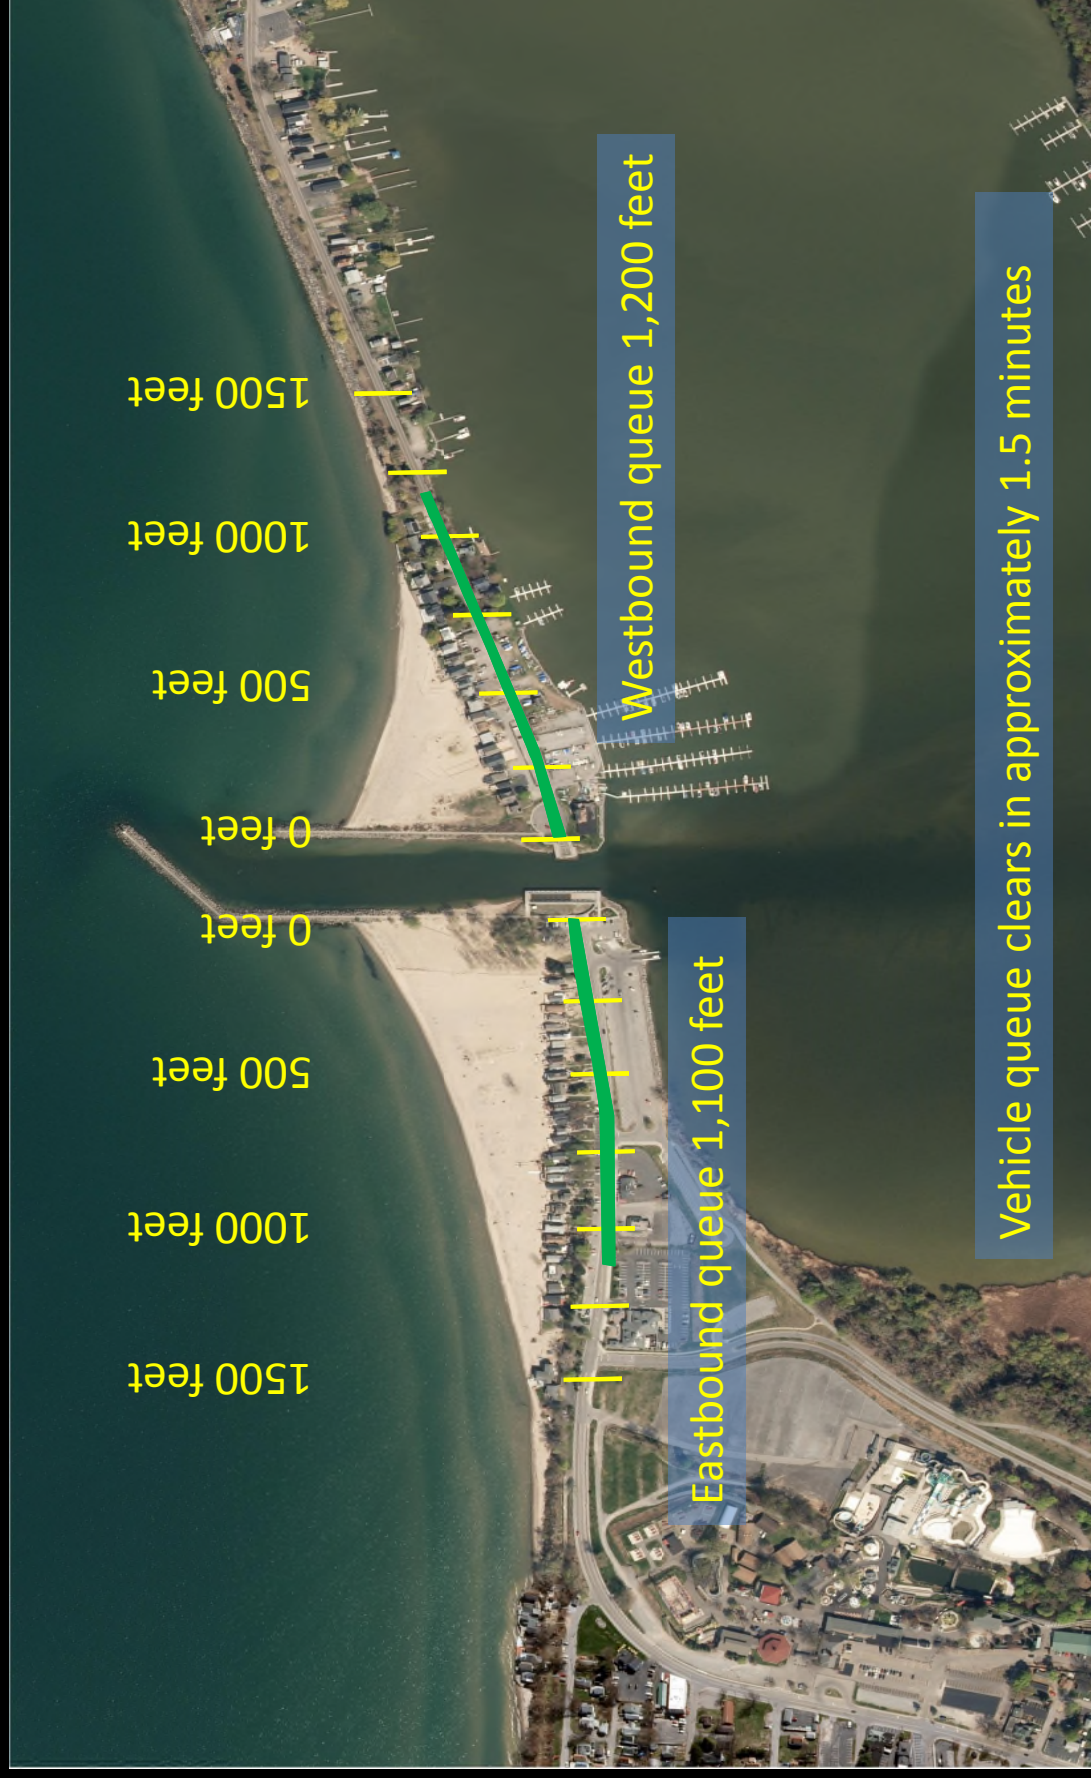 1500 feet
1000 feet
500 feet
0 feet
0 feet
500 feet
1000 feet
1500 feet
Eastbound queue 1,100 feet
Westbound queue 1,200 feet
Vehicle queue clears in approximately 1.5 minutes